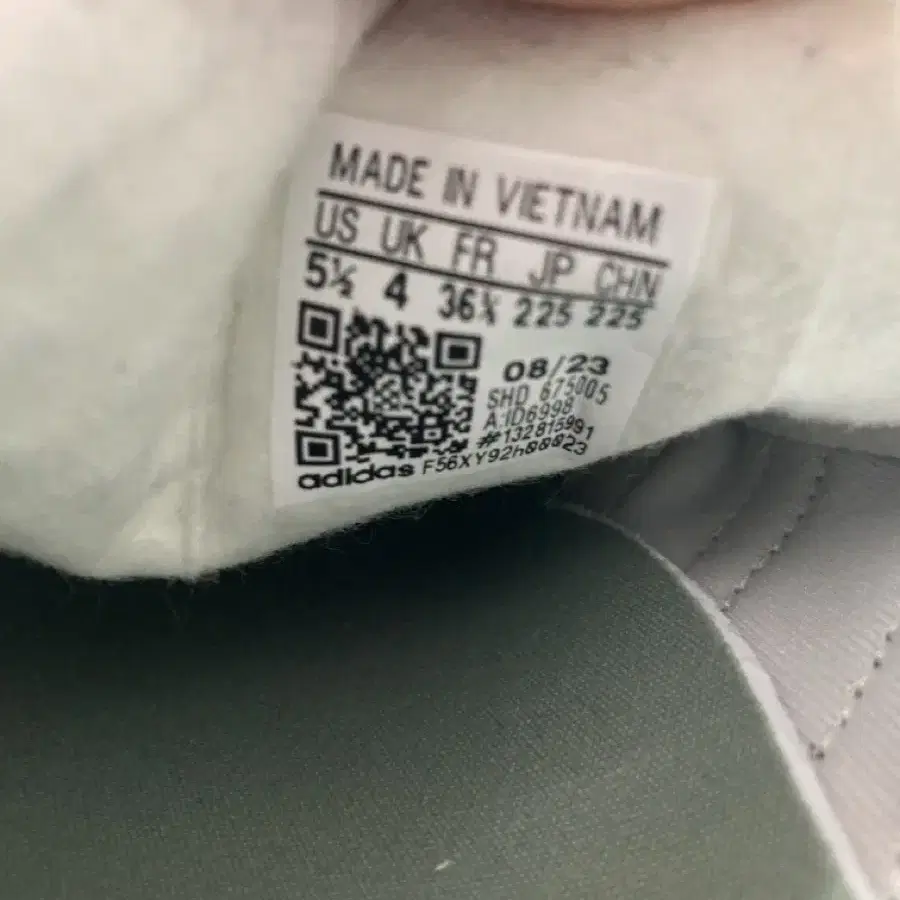 MADE IN VIETNAM
US UK FR JP CHN
5½ 4 36⅔ 225 225
08/23
SHD 675005
A:ID6998
#132815991
adidas F56XY92h00023